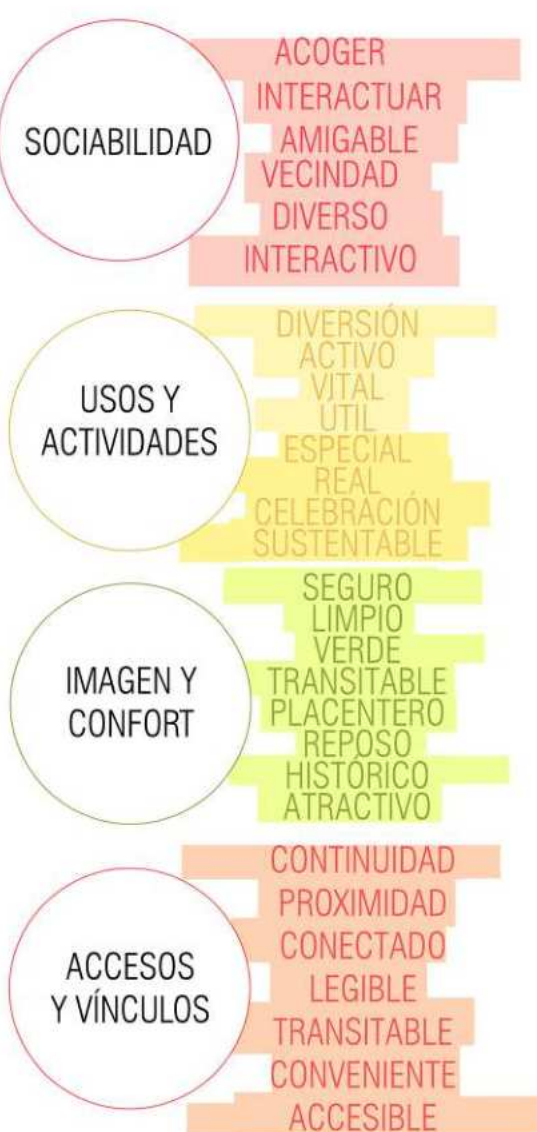 SOCIABILIDAD
ACOGER
INTERACTUAR
AMIGABLE
VECINDAD
DIVERSO
INTERACTIVO
USOS Y
ACTIVIDADES
DIVERSIÓN
ACTIVO
VITAL
ÚTIL
ESPECIAL
REAL
CELEBRACIÓN
SUSTENTABLE
IMAGEN Y
CONFORT
SEGURO
LIMPIO
VERDE
TRANSITABLE
PLACENTERO
REPOSO
HISTÓRICO
ATRACTIVO
ACCESOS
Y VÍNCULOS
CONTINUIDAD
PROXIMIDAD
CONECTADO
LEGIBLE
TRANSITABLE
CONVENIENTE
ACCESIBLE